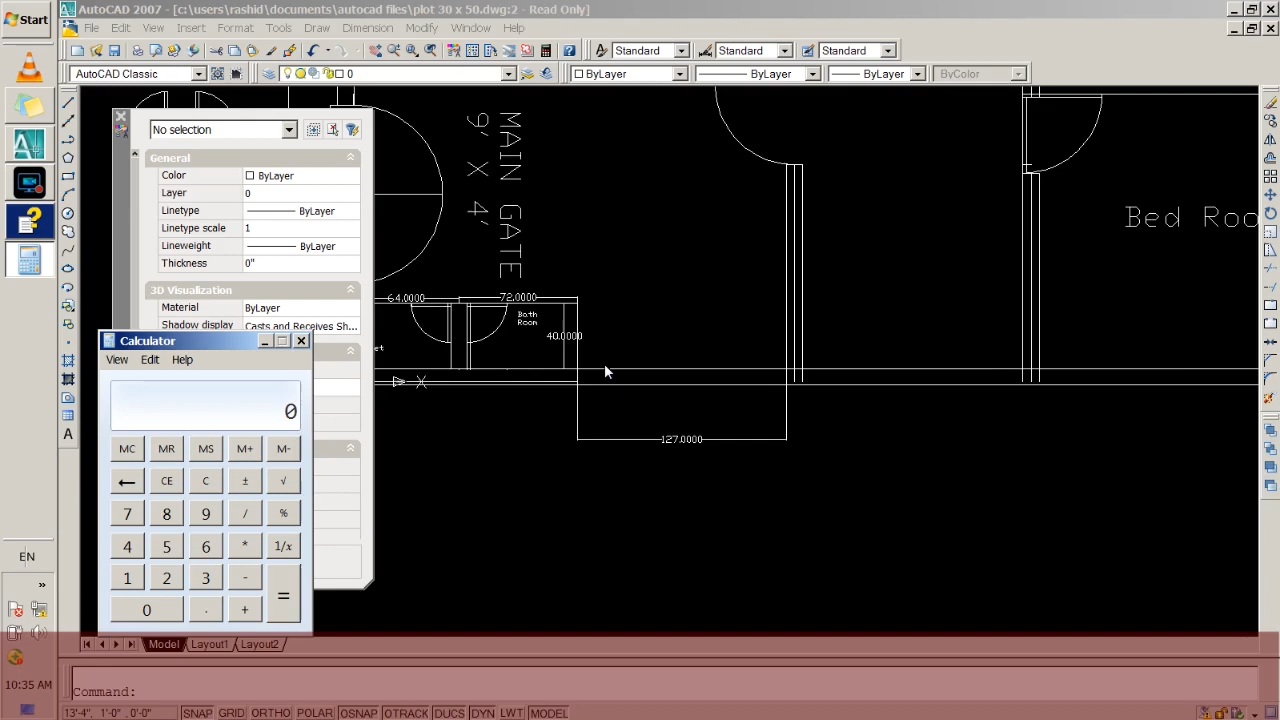 Start
AutoCAD 2007 - [c:\users\rashid\documents\autocad files\plot 30 x 50.dwg:2 - Read Only]
File Edit View Insert Format Tools Draw Dimension Modify Window Help
Standard Standard Standard
AutoCAD Classic 0 ByLayer ByLayer ByLayer ByColor
No selection
General
Color ByLayer
Layer 0
Linetype ByLayer
Linetype scale 1
Lineweight ByLayer
Thickness 0"
3D Visualization
Material ByLayer
Shadow display Casts and Receives Sh...
MAIN GATE
9' X 4'
Bed Roo
64.0000 72.0000
Bath
Room
40.0000
et
X
127.0000
Calculator
View Edit Help
0
MC MR MS M+ M-
← CE C ± √
7 8 9 / %
4 5 6 * 1/x
1 2 3 - =
0 . +
EN
»
10:35 AM
Model Layout1 Layout2
Command:
13'-4", 1'-0" , 0'-0" SNAP GRID ORTHO POLAR OSNAP OTRACK DUCS DYN LWT MODEL